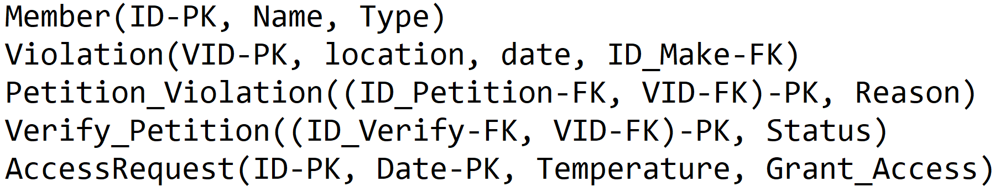 Member(ID-PK, Name, Type)
Violation(VID-PK, location, date, ID_Make-FK)
Petition_Violation((ID_Petition-FK, VID-FK)-PK, Reason)
Verify_Petition((ID_Verify-FK, VID-FK)-PK, Status)
AccessRequest(ID-PK, Date-PK, Temperature, Grant_Access)